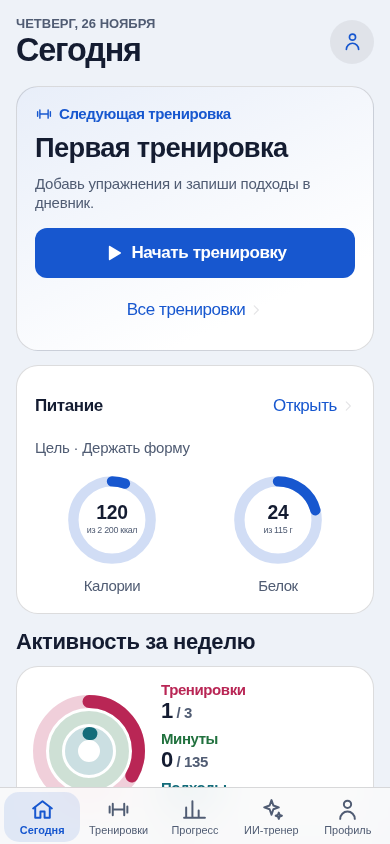 ЧЕТВЕРГ, 26 НОЯБРЯ
Сегодня
Следующая тренировка
Первая тренировка
Добавь упражнения и запиши подходы в
дневник.
Начать тренировку
Все тренировки
Питание
Открыть
Цель · Держать форму
120
из 2 200 ккал
24
из 115 г
Калории
Белок
Активность за неделю
Тренировки
1 / 3
Минуты
0 / 135
Подходы
Сегодня
Тренировки
Прогресс
ИИ-тренер
Профиль